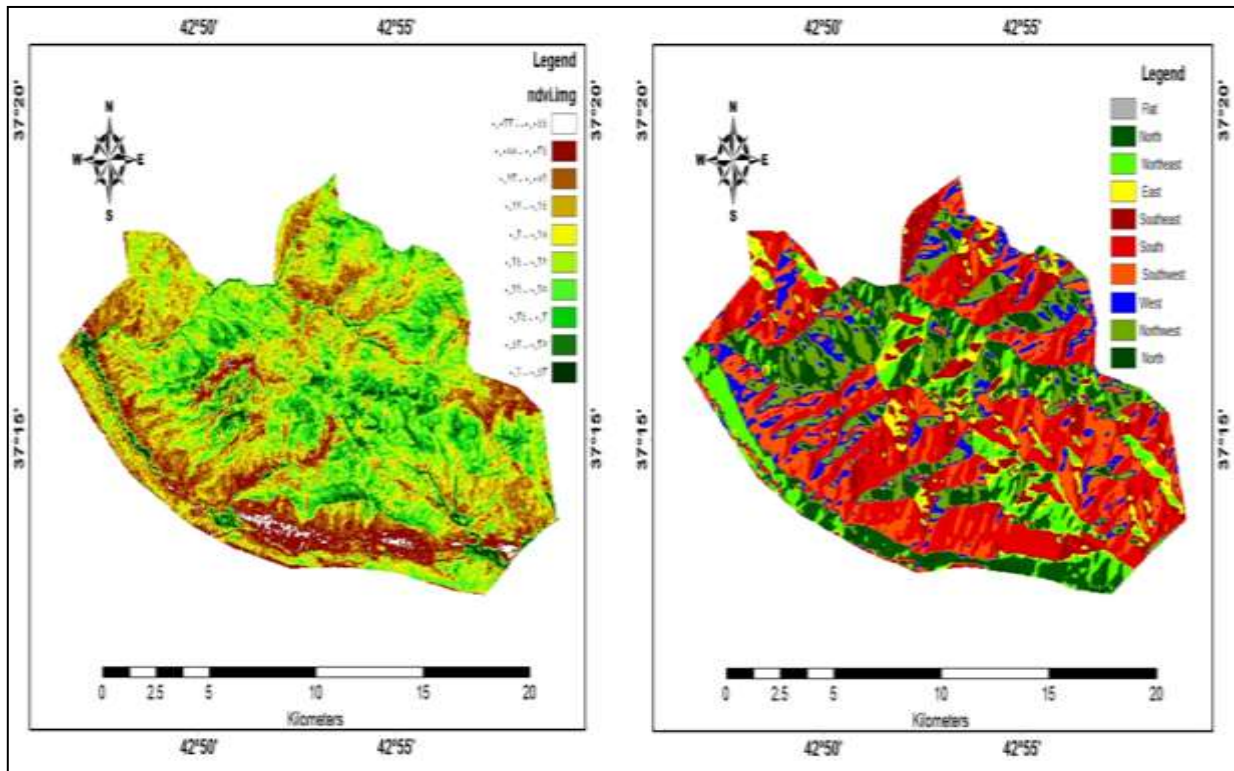 42°50' 42°55'
37°20'
37°15'
Legend
ndvi.img
N
W E
S
0 2.5 5 10 15 20
Kilometers
42°50' 42°55'
37°20'
37°15'
42°50' 42°55'
37°20'
37°15'
Legend
Flat
North
Northeast
East
Southeast
South
Southwest
West
Northwest
North
N
W E
S
0 2.5 5 10 15 20
Kilometers
42°50' 42°55'
37°20'
37°15'